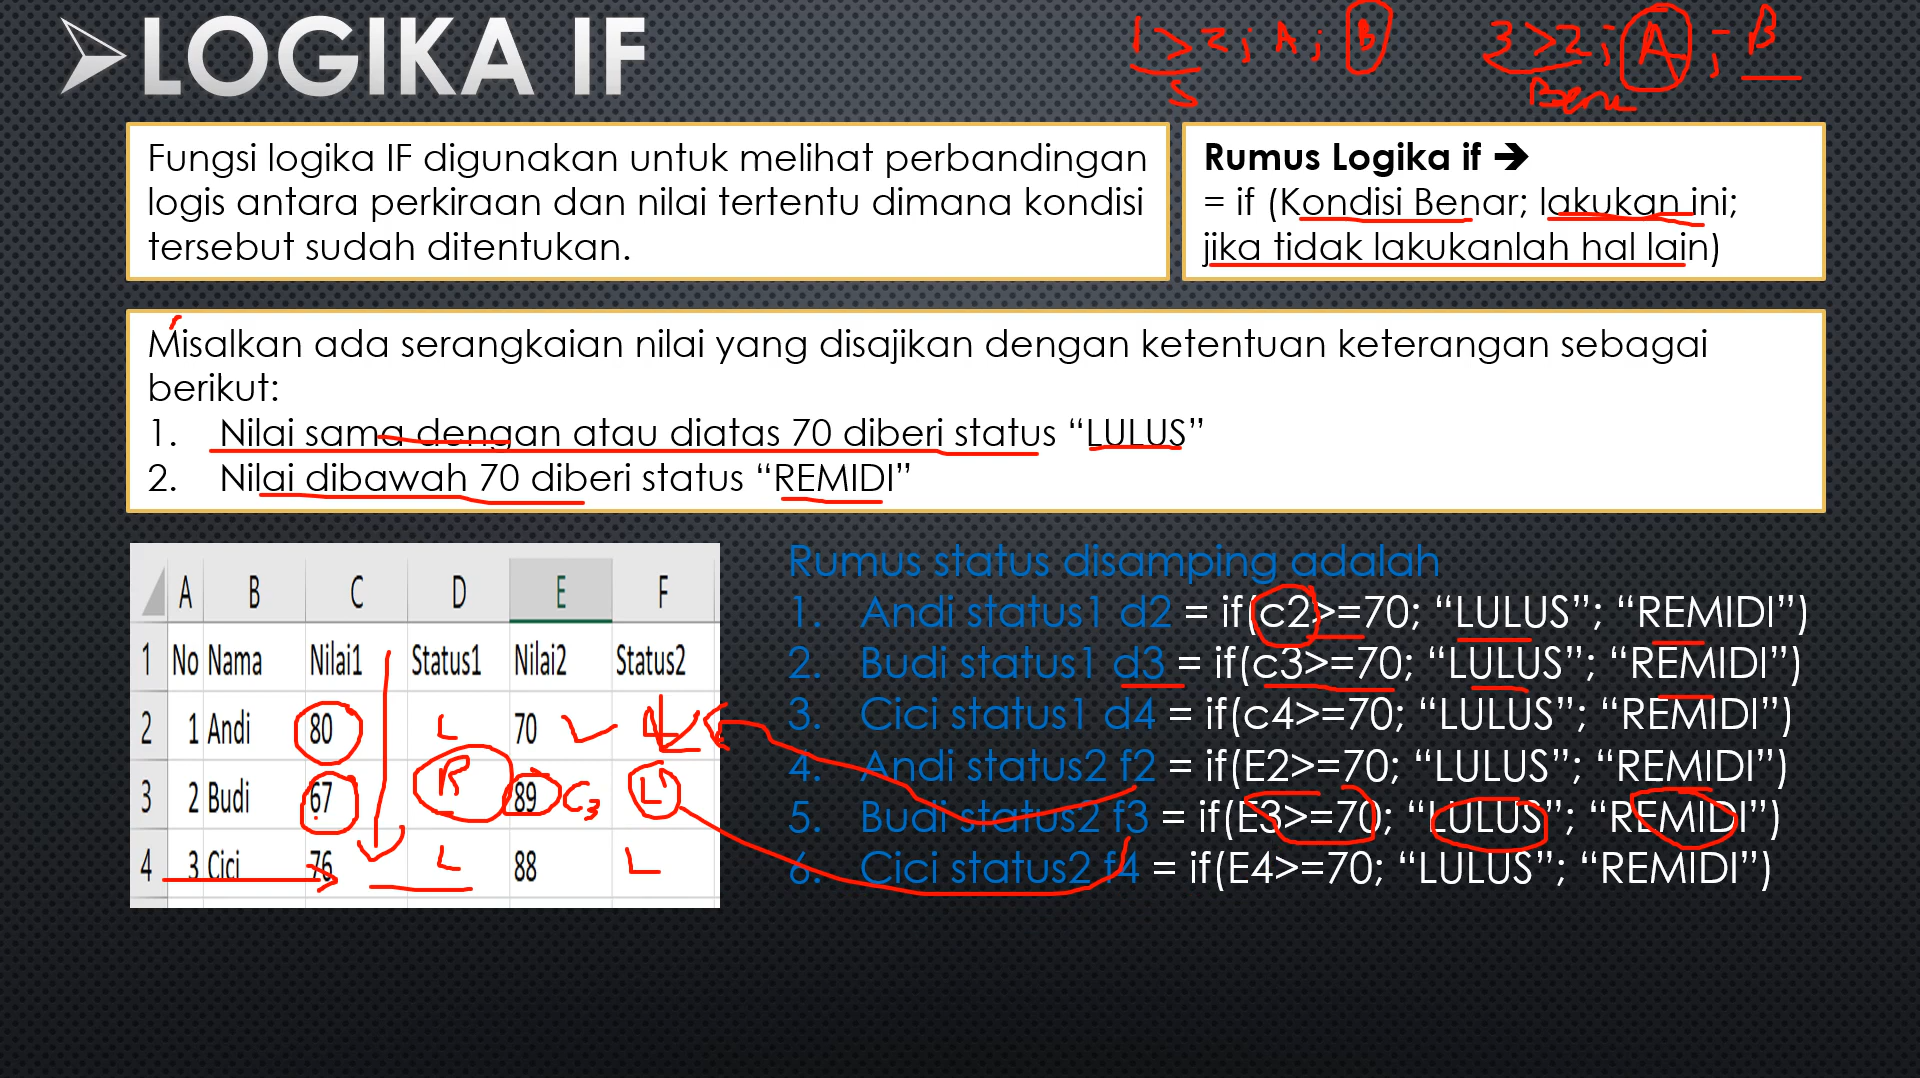 LOGIKA IF
1 > 2 ; A ; B
S
3 > 2 ; A ; B
Fungsi logika IF digunakan untuk melihat perbandingan
logis antara perkiraan dan nilai tertentu dimana kondisi
tersebut sudah ditentukan.
Rumus Logika if ➔
= if (Kondisi Benar; lakukan ini;
jika tidak lakukanlah hal lain)
Misalkan ada serangkaian nilai yang disajikan dengan ketentuan keterangan sebagai
berikut:
1. Nilai sama dengan atau diatas 70 diberi status “LULUS”
2. Nilai dibawah 70 diberi status “REMIDI”
A B C D E F
1 No Nama Nilai1 Status1 Nilai2 Status2
2 1 Andi 80 L 70 L
3 2 Budi 67 R 89 C3 L
4 3 Cici 76 L 88 L
Rumus status disamping adalah
1. Andi status1 d2 = if(c2>=70; “LULUS”; “REMIDI”)
2. Budi status1 d3 = if(c3>=70; “LULUS”; “REMIDI”)
3. Cici status1 d4 = if(c4>=70; “LULUS”; “REMIDI”)
4. Andi status2 f2 = if(E2>=70; “LULUS”; “REMIDI”)
5. Budi status2 f3 = if(E3>=70; “LULUS”; “REMIDI”)
6. Cici status2 f4 = if(E4>=70; “LULUS”; “REMIDI”)